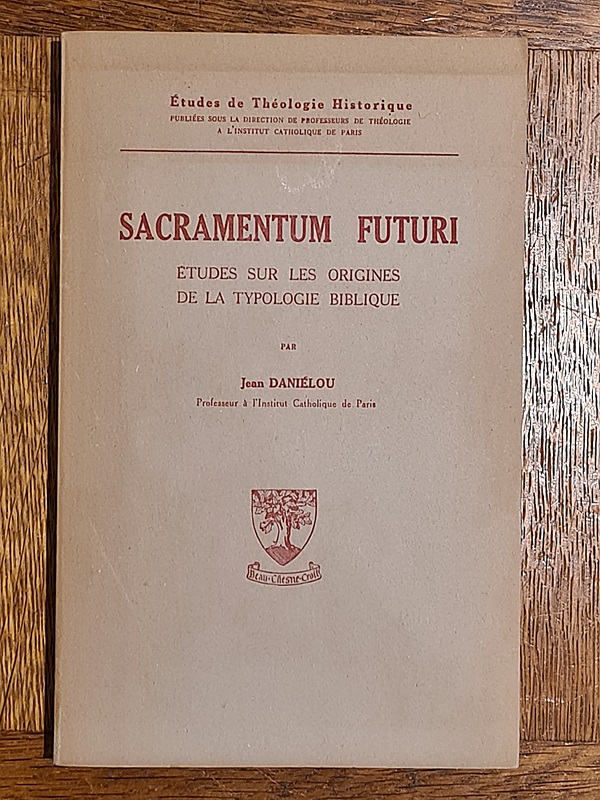 Études de Théologie Historique
PUBLIÉES SOUS LA DIRECTION DE PROFESSEURS DE THÉOLOGIE
A L'INSTITUT CATHOLIQUE DE PARIS
SACRAMENTUM FUTURI
ÉTUDES SUR LES ORIGINES
DE LA TYPOLOGIE BIBLIQUE
PAR
Jean DANIÉLOU
Professeur à l'Institut Catholique de Paris
Beau-Chesne-Croit